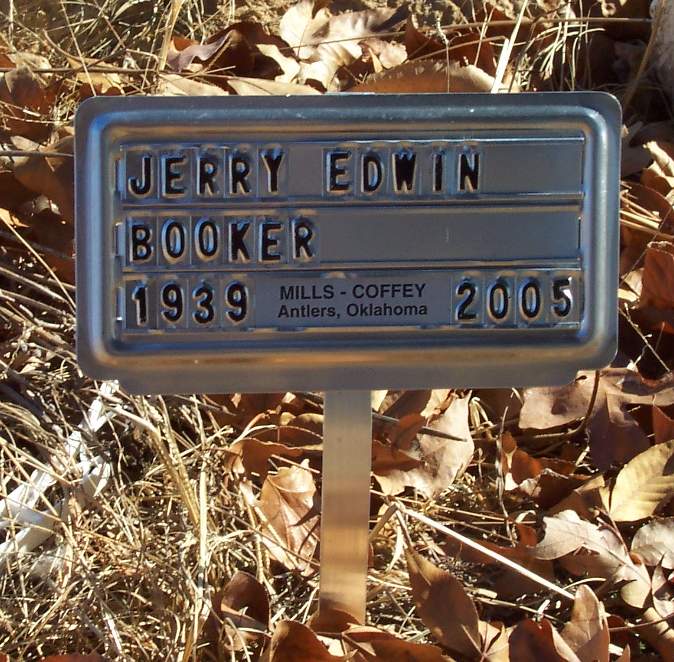 JERRY EDWIN
BOOKER
1939 MILLS - COFFEY 2005
Antlers, Oklahoma